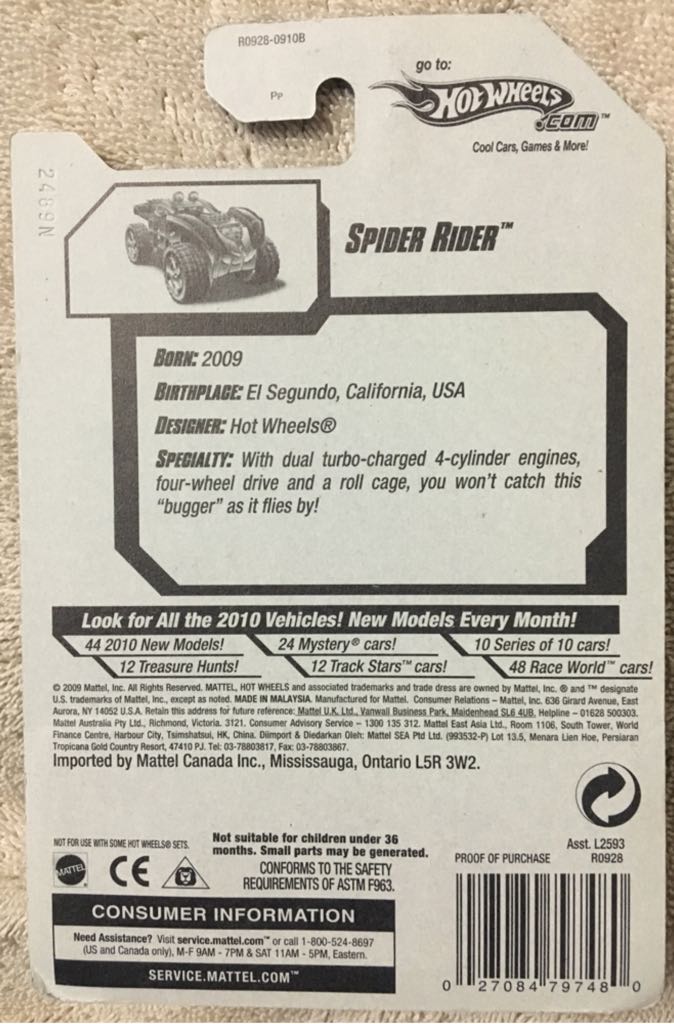 R0928-0910B
PP
go to:
HOT WHEELS
.COM™
Cool Cars, Games & More!
2489N
SPIDER RIDER™
BORN: 2009
BIRTHPLACE: El Segundo, California, USA
DESIGNER: Hot Wheels®
SPECIALTY: With dual turbo-charged 4-cylinder engines,
four-wheel drive and a roll cage, you won't catch this
"bugger" as it flies by!
Look for All the 2010 Vehicles! New Models Every Month!
44 2010 New Models! 24 Mystery® cars! 10 Series of 10 cars!
12 Treasure Hunts! 12 Track Stars™ cars! 48 Race World™ cars!
© 2009 Mattel, Inc. All Rights Reserved. MATTEL, HOT WHEELS and associated trademarks and trade dress are owned by Mattel, Inc. ® and ™ designate
U.S. trademarks of Mattel, Inc., except as noted. MADE IN MALAYSIA. Manufactured for Mattel. Consumer Relations – Mattel, Inc. 636 Girard Avenue, East
Aurora, NY 14052 U.S.A. Retain this address for future reference: Mattel U.K. Ltd., Vanwall Business Park, Maidenhead SL6 4UB. Helpline – 01628 500303.
Mattel Australia Pty Ltd., Richmond, Victoria. 3121. Consumer Advisory Service – 1300 135 312. Mattel East Asia Ltd., Room 1106, South Tower, World
Finance Centre, Harbour City, Tsimshatsui, HK, China. Diimport & Diedarkan Oleh: Mattel SEA Ptd Ltd. (993532-P) Lot 13.5, Menara Lien Hoe, Persiaran
Tropicana Gold Country Resort, 47410 PJ. Tel: 03-78803817, Fax: 03-78803867.
Imported by Mattel Canada Inc., Mississauga, Ontario L5R 3W2.
NOT FOR USE WITH SOME HOT WHEELS® SETS.
Not suitable for children under 36
months. Small parts may be generated.
CONFORMS TO THE SAFETY
REQUIREMENTS OF ASTM F963.
MATTEL
CE
Asst. L2593
PROOF OF PURCHASE R0928
CONSUMER INFORMATION
Need Assistance? Visit service.mattel.com™ or call 1-800-524-8697
(US and Canada only), M-F 9AM - 7PM & SAT 11AM - 5PM, Eastern.
SERVICE.MATTEL.COM™
0 27084 79748 0